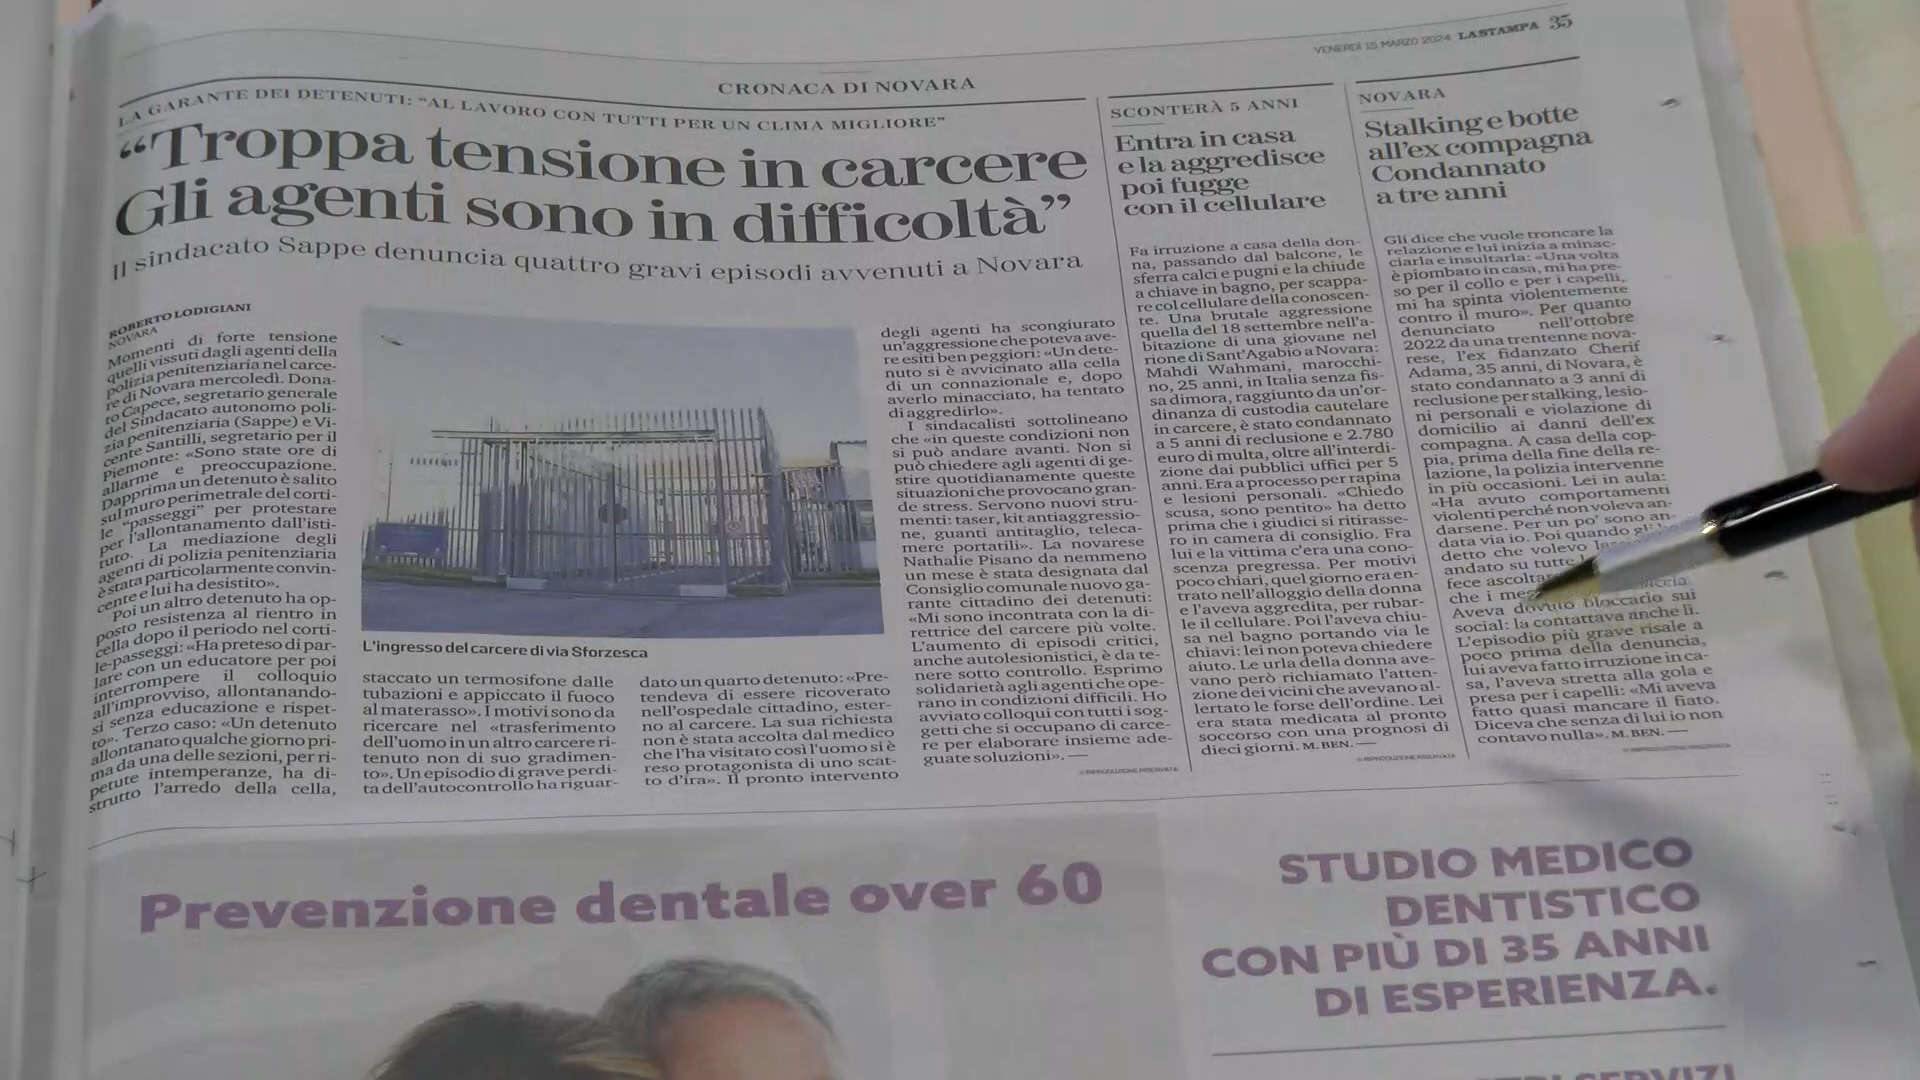 VENERDÌ 15 MARZO 2024 LASTAMPA 35
CRONACA DI NOVARA
LA GARANTE DEI DETENUTI: “AL LAVORO CON TUTTI PER UN CLIMA MIGLIORE”
“Troppa tensione in carcere
Gli agenti sono in difficoltà”
Il sindacato Sappe denuncia quattro gravi episodi avvenuti a Novara
ROBERTO LODIGIANI
NOVARA
Momenti di forte tensione
quelli vissuti dagli agenti della
polizia penitenziaria nel carce-
re di Novara mercoledì. Dona-
to Capece, segretario generale
del Sindacato autonomo poli-
zia penitenziaria (Sappe) e Vi-
cente Santilli, segretario per il
Piemonte: «Sono state ore di
allarme e preoccupazione.
Dapprima un detenuto è salito
sul muro perimetrale del corti-
le “passeggi” per protestare
per l'allontanamento dall'isti-
tuto. La mediazione degli
agenti di polizia penitenziaria
è stata particolarmente convin-
cente e lui ha desistito».
Poi un altro detenuto ha op-
posto resistenza al rientro in
cella dopo il periodo nel corti-
le-passeggi: «Ha preteso di par-
lare con un educatore per poi
interrompere il colloquio
all'improvviso, allontanando-
si senza educazione e rispet-
to». Terzo caso: «Un detenuto
allontanato qualche giorno pri-
ma da una delle sezioni, per ri-
petute intemperanze, ha di-
strutto l'arredo della cella,
L'ingresso del carcere di via Sforzesca
staccato un termosifone dalle
tubazioni e appiccato il fuoco
al materasso». I motivi sono da
ricercare nel «trasferimento
dell'uomo in un altro carcere ri-
tenuto non di suo gradimen-
to». Un episodio di grave perdi-
ta dell'autocontrollo ha riguar-
dato un quarto detenuto: «Pre-
tendeva di essere ricoverato
nell'ospedale cittadino, ester-
no al carcere. La sua richiesta
non è stata accolta dal medico
che l'ha visitato così l'uomo si è
reso protagonista di uno scat-
to d'ira». Il pronto intervento
degli agenti ha scongiurato
un'aggressione che poteva ave-
re esiti ben peggiori: «Un dete-
nuto si è avvicinato alla cella
di un connazionale e, dopo
averlo minacciato, ha tentato
di aggredirlo».
I sindacalisti sottolineano
che «in queste condizioni non
si può andare avanti. Non si
può chiedere agli agenti di ge-
stire quotidianamente queste
situazioni che provocano gran-
de stress. Servono nuovi stru-
menti: taser, kit antiaggressio-
ne, guanti antitaglio, teleca-
mere portatili». La novarese
Nathalie Pisano da nemmeno
un mese è stata designata dal
Consiglio comunale nuovo ga-
rante cittadino dei detenuti:
«Mi sono incontrata con la di-
rettrice del carcere più volte.
L'aumento di episodi critici,
anche autolesionistici, è da te-
nere sotto controllo. Esprimo
solidarietà agli agenti che ope-
rano in condizioni difficili. Ho
avviato colloqui con tutti i sog-
getti che si occupano di carce-
re per elaborare insieme ade-
guate soluzioni».
© RIPRODUZIONE RISERVATA
SCONTERÀ 5 ANNI
Entra in casa
e la aggredisce
poi fugge
con il cellulare
Fa irruzione a casa della don-
na, passando dal balcone, le
sferra calci e pugni e la chiude
a chiave in bagno, per scappa-
re col cellulare della conoscen-
te. Una brutale aggressione
quella del 18 settembre nell'a-
bitazione di una giovane nel
rione di Sant'Agabio a Novara:
Mahdi Wahmani, marocchi-
no, 25 anni, in Italia senza fis-
sa dimora, raggiunto da un'or-
dinanza di custodia cautelare
in carcere, è stato condannato
a 5 anni di reclusione e 2.780
euro di multa, oltre all'interdi-
zione dai pubblici uffici per 5
anni. Era a processo per rapina
e lesioni personali. «Chiedo
scusa, sono pentito» ha detto
prima che i giudici si ritirasse-
ro in camera di consiglio. Fra
lui e la vittima c'era una cono-
scenza pregressa. Per motivi
poco chiari, quel giorno era en-
trato nell'alloggio della donna
e l'aveva aggredita, per rubar-
le il cellulare. Poi l'aveva chiu-
sa nel bagno portando via le
chiavi: lei non poteva chiedere
aiuto. Le urla della donna ave-
vano però richiamato l'atten-
zione dei vicini che avevano al-
lertato le forse dell'ordine. Lei
era stata medicata al pronto
soccorso con una prognosi di
dieci giorni. M. BEN.
© RIPRODUZIONE RISERVATA
NOVARA
Stalking e botte
all'ex compagna
Condannato
a tre anni
Gli dice che vuole troncare la
relazione e lui inizia a minac-
ciarla e insultarla: «Una volta
è piombato in casa, mi ha pre-
so per il collo e per i capelli,
mi ha spinta violentemente
contro il muro». Per quanto
denunciato nell'ottobre
2022 da una trentenne nova-
rese, l'ex fidanzato Cherif
Adama, 35 anni, di Novara, è
stato condannato a 3 anni di
reclusione per stalking, lesio-
ni personali e violazione di
domicilio ai danni dell'ex
compagna. A casa della cop-
pia, prima della fine della re-
lazione, la polizia intervenne
in più occasioni. Lei in aula:
«Ha avuto comportamenti
violenti perché non voleva an-
darsene. Per un po' sono an-
data via io. Poi quando
detto che volevo
andato su tutte
fece
che i
Aveva dovuto bloccarlo sui
social: la contattava anche lì.
L'episodio più grave risale a
poco prima della denuncia,
lui aveva fatto irruzione in ca-
sa, l'aveva stretta alla gola e
presa per i capelli: «Mi aveva
fatto quasi mancare il fiato.
Diceva che senza di lui io non
contavo nulla». M. BEN.
© RIPRODUZIONE RISERVATA
Prevenzione dentale over 60
STUDIO MEDICO
DENTISTICO
CON PIÙ DI 35 ANNI
DI ESPERIENZA.
SERVIZI